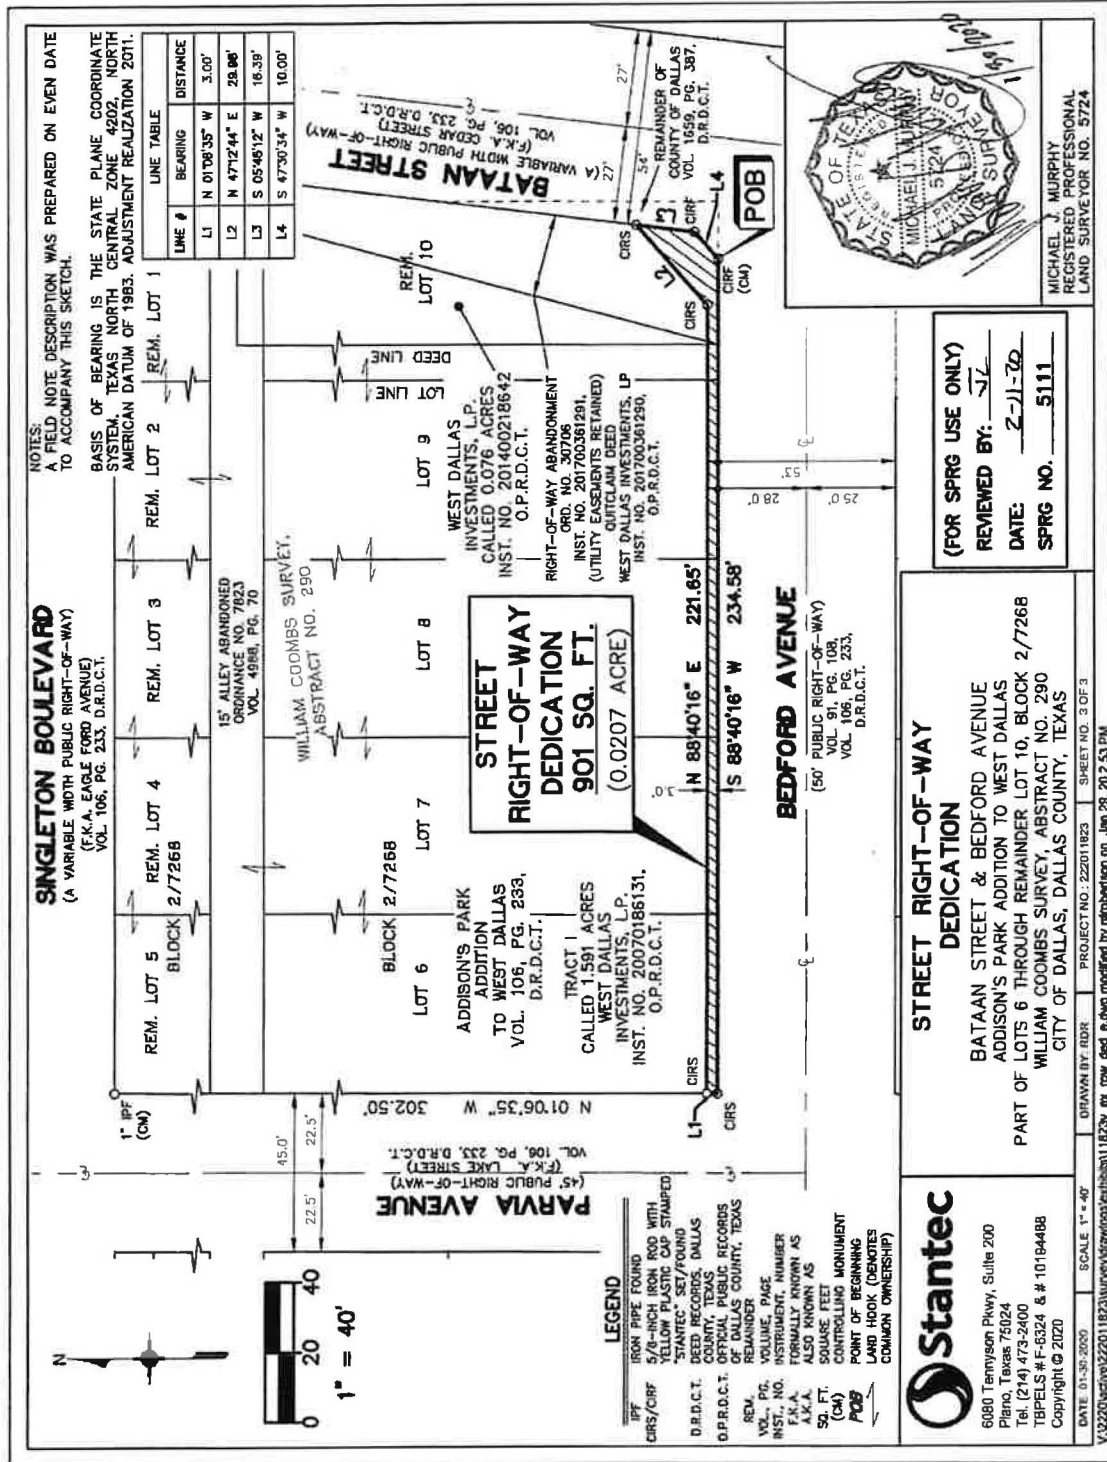 NOTES:
A FIELD NOTE DESCRIPTION WAS PREPARED ON EVEN DATE
TO ACCOMPANY THIS SKETCH.
BASIS OF BEARING IS THE STATE PLANE COORDINATE
SYSTEM, TEXAS NORTH CENTRAL ZONE 4202, NORTH
AMERICAN DATUM OF 1983. ADJUSTMENT REALIZATION 2011.
SINGLETON BOULEVARD
(A VARIABLE WIDTH PUBLIC RIGHT-OF-WAY)
(F.K.A. EAGLE FORD AVENUE)
VOL. 106, PG. 233, D.R.D.C.T.
LINE TABLE
LINE # BEARING DISTANCE
L1 N 01°06'35" W 3.00'
L2 N 47°12'44" E 29.86'
L3 S 05°46'12" W 16.39'
L4 S 47°30'34" W 10.00'
1" IPF
(CM)
REM. LOT 5
REM. LOT 4
REM. LOT 3
REM. LOT 2
REM. LOT 1
BLOCK 2/7268
15' ALLEY ABANDONED
ORDINANCE NO. 7823
VOL. 4988, PG. 70
WILLIAM COOMBS SURVEY,
ABSTRACT NO. 290
BLOCK 2/7268
LOT 6
LOT 7
LOT 8
LOT 9
REM.
LOT 10
LOT LINE
DEED LINE
ADDISON'S PARK
ADDITION
TO WEST DALLAS
VOL. 106, PG. 233,
D.R.D.C.T.
TRACT I
CALLED 1.591 ACRES
WEST DALLAS
INVESTMENTS, L.P.
INST. NO. 20070186131,
O.P.R.D.C.T.
WEST DALLAS
INVESTMENTS, L.P.
CALLED 0.076 ACRES
INST. NO. 201400218642
O.P.R.D.C.T.
RIGHT-OF-WAY ABANDONMENT
ORD. NO. 30706
INST. NO. 201700361291,
(UTILITY EASEMENTS RETAINED)
QUITCLAIM DEED
WEST DALLAS INVESTMENTS, LP
INST. NO. 201700361290,
O.P.R.D.C.T.
STREET
RIGHT-OF-WAY
DEDICATION
901 SQ. FT.
(0.0207 ACRE)
BATAAN STREET
(A VARIABLE WIDTH PUBLIC RIGHT-OF-WAY)
(F.K.A. CEDAR STREET)
VOL. 106, PG. 233, D.R.D.C.T.
27'
27'
54'
REMAINDER OF
COUNTY OF DALLAS
VOL. 1659, PG. 387,
D.R.D.C.T.
CIRS
L3
CIRF
L4
L2
CIRS
POB
CIRF
(CM)
45.0'
22.5'
22.5'
N 01°06'35" W 302.50'
PARVIA AVENUE
(45' PUBLIC RIGHT-OF-WAY)
(F.K.A. LAKE STREET)
VOL. 106, PG. 233, D.R.D.C.T.
CIRS
L1
CIRS
3.0'
N 88°40'16" E 221.65'
S 88°40'16" W 234.58'
BEDFORD AVENUE
(50' PUBLIC RIGHT-OF-WAY)
VOL. 91, PG. 108,
VOL. 106, PG. 233,
D.R.D.C.T.
28.0'
25.0'
53'
N
0 20 40
1" = 40'
LEGEND
IPF IRON PIPE FOUND
CIRS/CIRF 5/8-INCH IRON ROD WITH
YELLOW PLASTIC CAP STAMPED
"STANTEC" SET/FOUND
D.R.D.C.T. DEED RECORDS, DALLAS
COUNTY, TEXAS
O.P.R.D.C.T. OFFICIAL PUBLIC RECORDS
OF DALLAS COUNTY, TEXAS
REM. REMAINDER
VOL., PG. VOLUME, PAGE
INST., NO. INSTRUMENT, NUMBER
F.K.A. FORMALLY KNOWN AS
A.K.A. ALSO KNOWN AS
SQ. FT. SQUARE FEET
(CM) CONTROLLING MONUMENT
POB POINT OF BEGINNING
LAND HOOK (DENOTES
COMMON OWNERSHIP)
STATE OF TEXAS
REGISTERED
MICHAEL J. MURPHY
5724
PROFESSIONAL
LAND SURVEYOR
1/30/2020
MICHAEL J. MURPHY
REGISTERED PROFESSIONAL
LAND SURVEYOR NO. 5724
(FOR SPRG USE ONLY)
REVIEWED BY:
DATE: 2-11-20
SPRG NO. 5111
Stantec
6080 Tennyson Pkwy, Suite 200
Plano, Texas 75024
Tel. (214) 473-2400
TBPELS # F-6324 & # 10194488
Copyright © 2020
STREET RIGHT-OF-WAY
DEDICATION
BATAAN STREET & BEDFORD AVENUE
ADDISON'S PARK ADDITION TO WEST DALLAS
PART OF LOTS 6 THROUGH REMAINDER LOT 10, BLOCK 2/7268
WILLIAM COOMBS SURVEY, ABSTRACT NO. 290
CITY OF DALLAS, DALLAS COUNTY, TEXAS
DATE 01-30-2020 SCALE 1" = 40' DRAWN BY: RDR PROJECT NO.: 222011823 SHEET NO. 3 OF 3